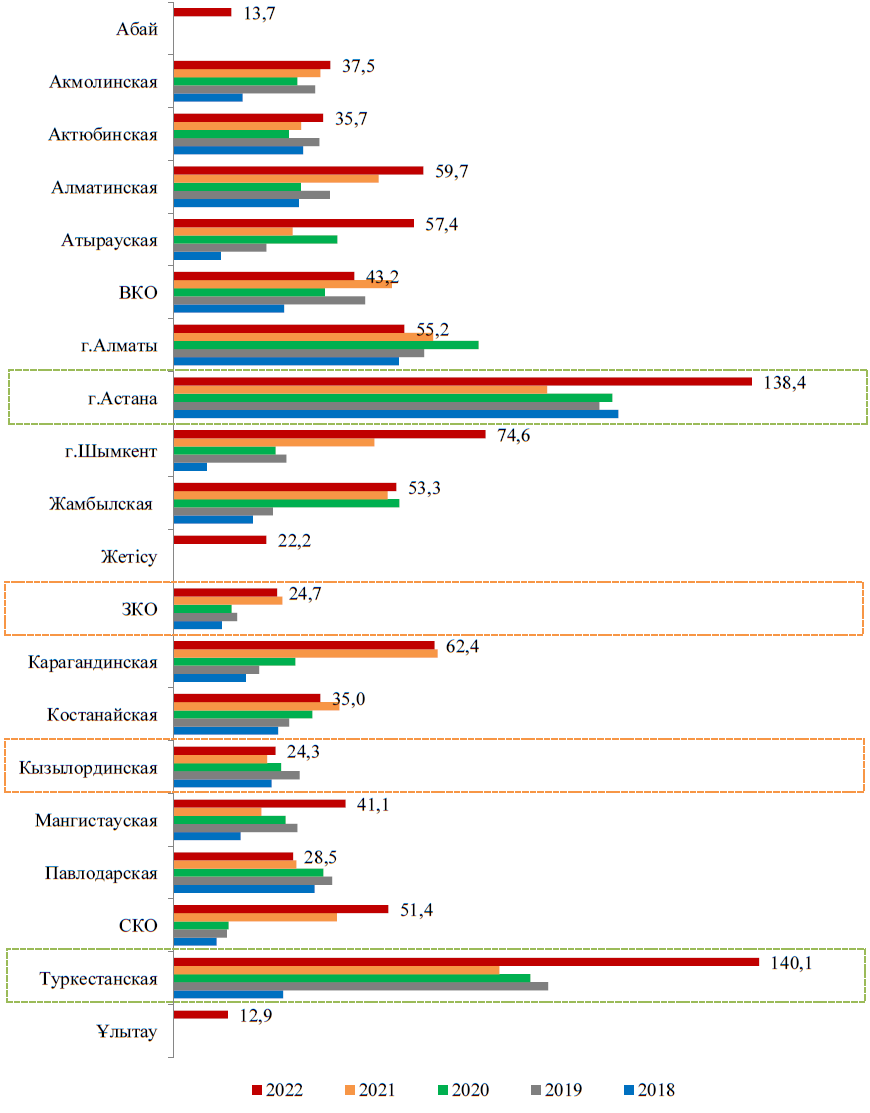 Абай 13,7
Акмолинская 37,5
Актюбинская 35,7
Алматинская 59,7
Атырауская 57,4
ВКО 43,2
г.Алматы 55,2
г.Астана 138,4
г.Шымкент 74,6
Жамбылская 53,3
Жетісу 22,2
ЗКО 24,7
Карагандинская 62,4
Костанайская 35,0
Кызылординская 24,3
Мангистауская 41,1
Павлодарская 28,5
СКО 51,4
Туркестанская 140,1
Ұлытау 12,9
2022 2021 2020 2019 2018